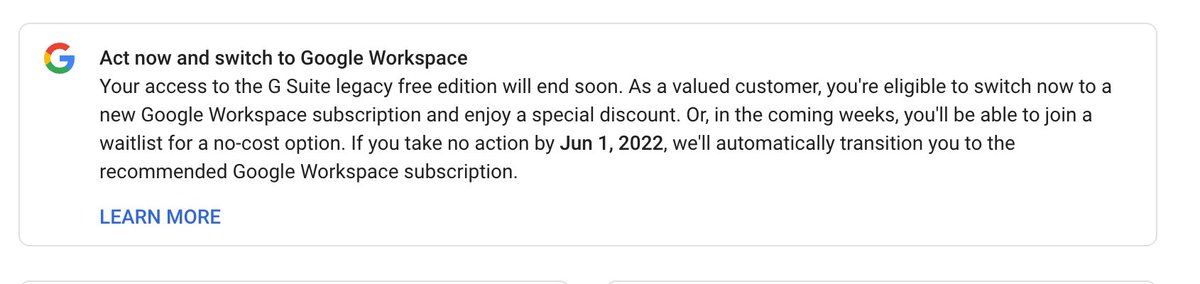 Act now and switch to Google Workspace
Your access to the G Suite legacy free edition will end soon. As a valued customer, you're eligible to switch now to a
new Google Workspace subscription and enjoy a special discount. Or, in the coming weeks, you'll be able to join a
waitlist for a no-cost option. If you take no action by Jun 1, 2022, we'll automatically transition you to the
recommended Google Workspace subscription.
LEARN MORE